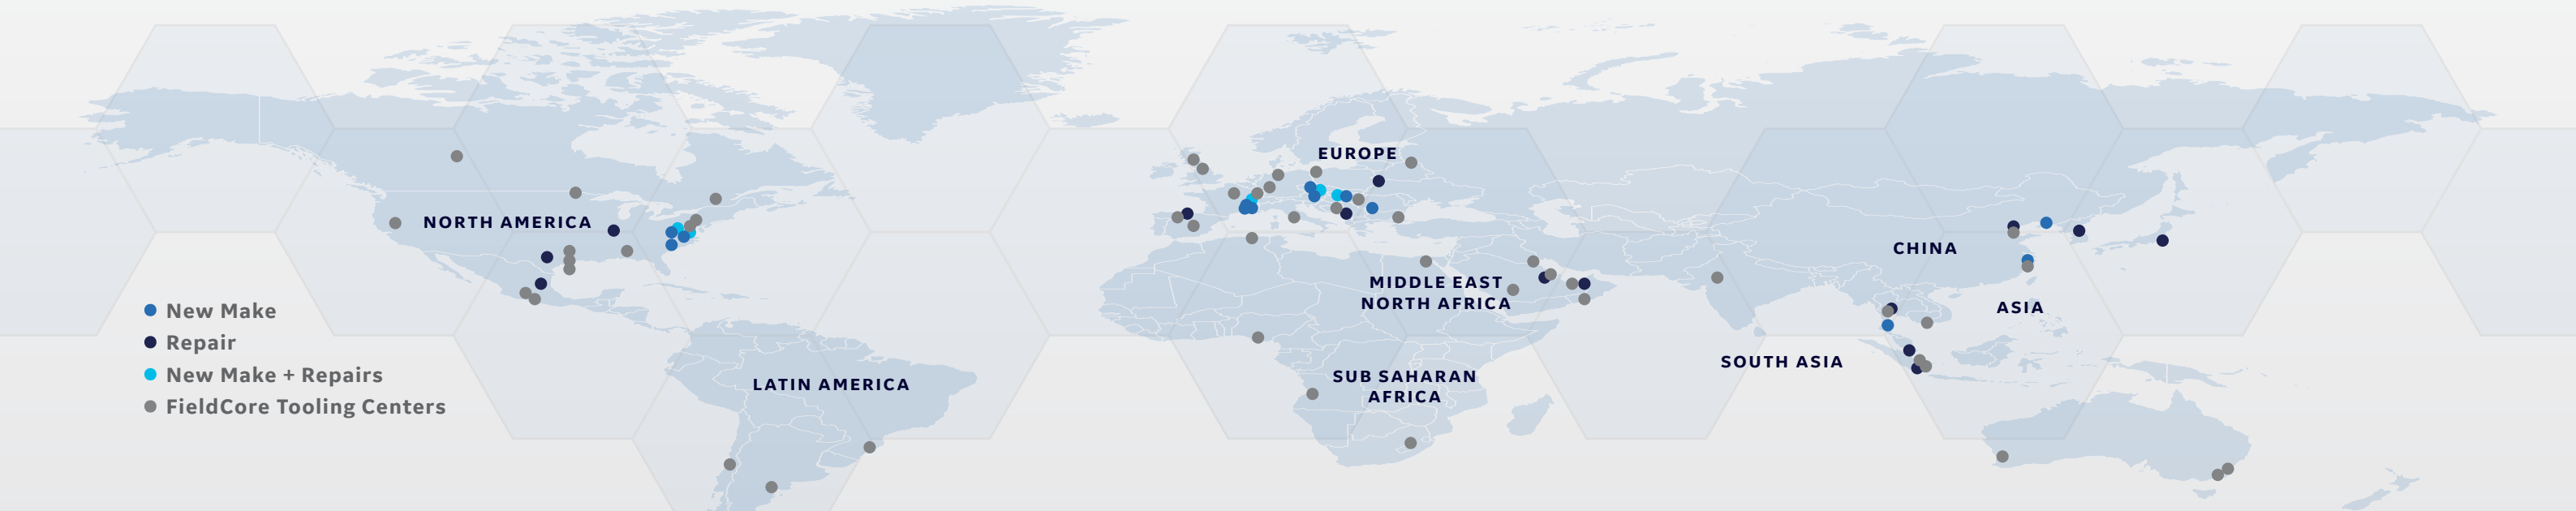 EUROPE
NORTH AMERICA
CHINA
MIDDLE EAST
NORTH AFRICA
ASIA
New Make
Repair
New Make + Repairs
FieldCore Tooling Centers
LATIN AMERICA
SUB SAHARAN
AFRICA
SOUTH ASIA